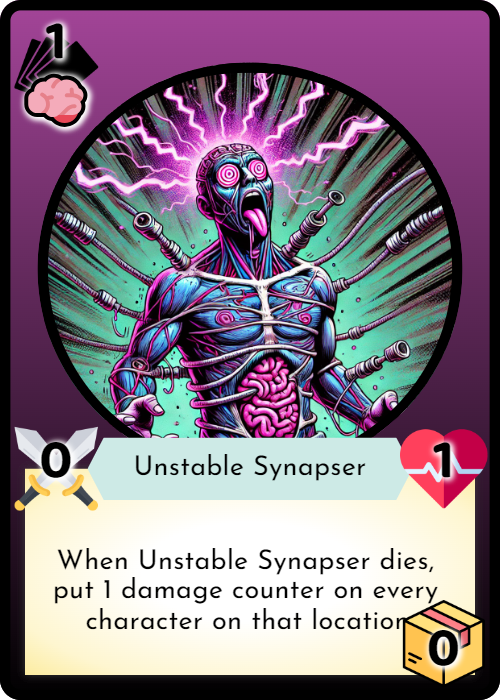 1
0
Unstable Synapser
1
When Unstable Synapser dies,
put 1 damage counter on every
character on that location
0